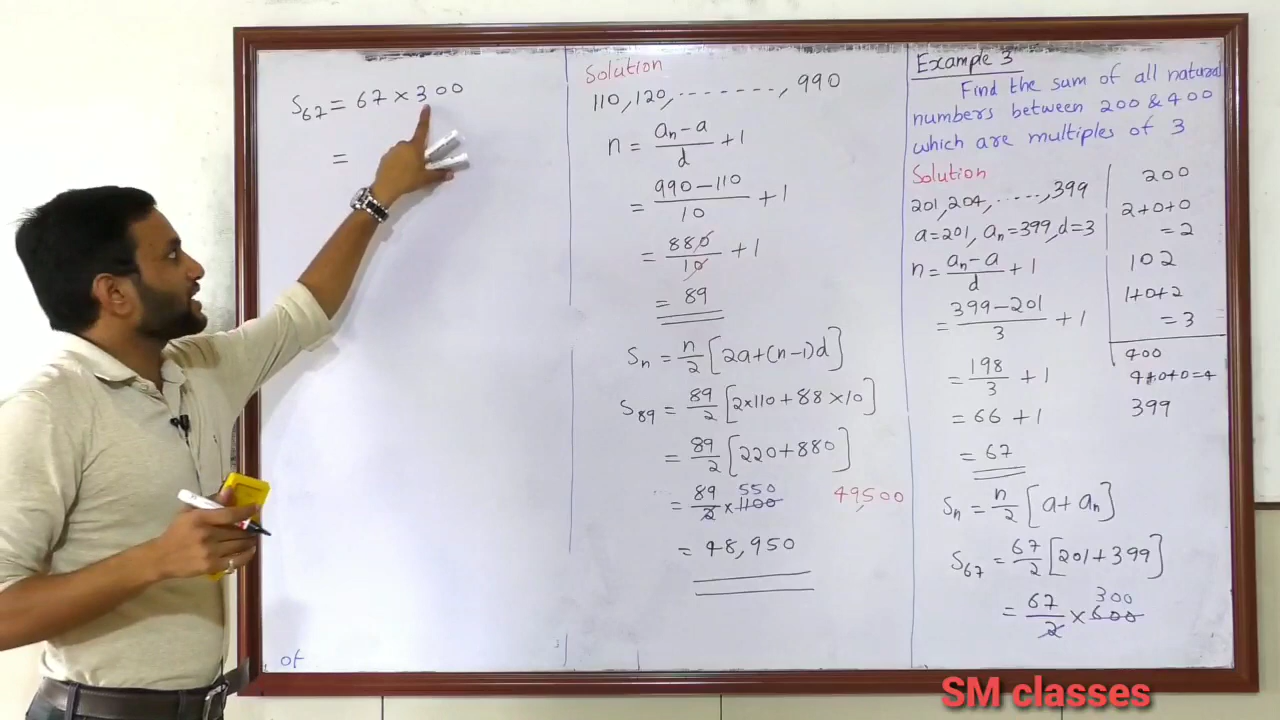 S₆₇ = 67 × 300
=
of
Solution
110, 120, ........, 990
n = (aₙ – a)/d + 1
= (990 – 110)/10 + 1
= 880/10 + 1
= 89
Sₙ = n/2 [2a + (n – 1)d]
S₈₉ = 89/2 [2×110 + 88 × 10]
= 89/2 [220 + 880]
= 89/2 × 1100 550
49,500
= 48,950
Example 3
Find the sum of all natural
numbers between 200 & 400
which are multiples of 3
Solution
201, 204, ......, 399
a = 201, aₙ = 399, d = 3
n = (aₙ – a)/d + 1
= (399 – 201)/3 + 1
= 198/3 + 1
= 66 + 1
= 67
Sₙ = n/2 [a + aₙ]
S₆₇ = 67/2 [201 + 399]
= 67/2 × 600 300
200
2+0+0
= 2
102
1+0+2
= 3
400
4+0+0=4
399
SM classes